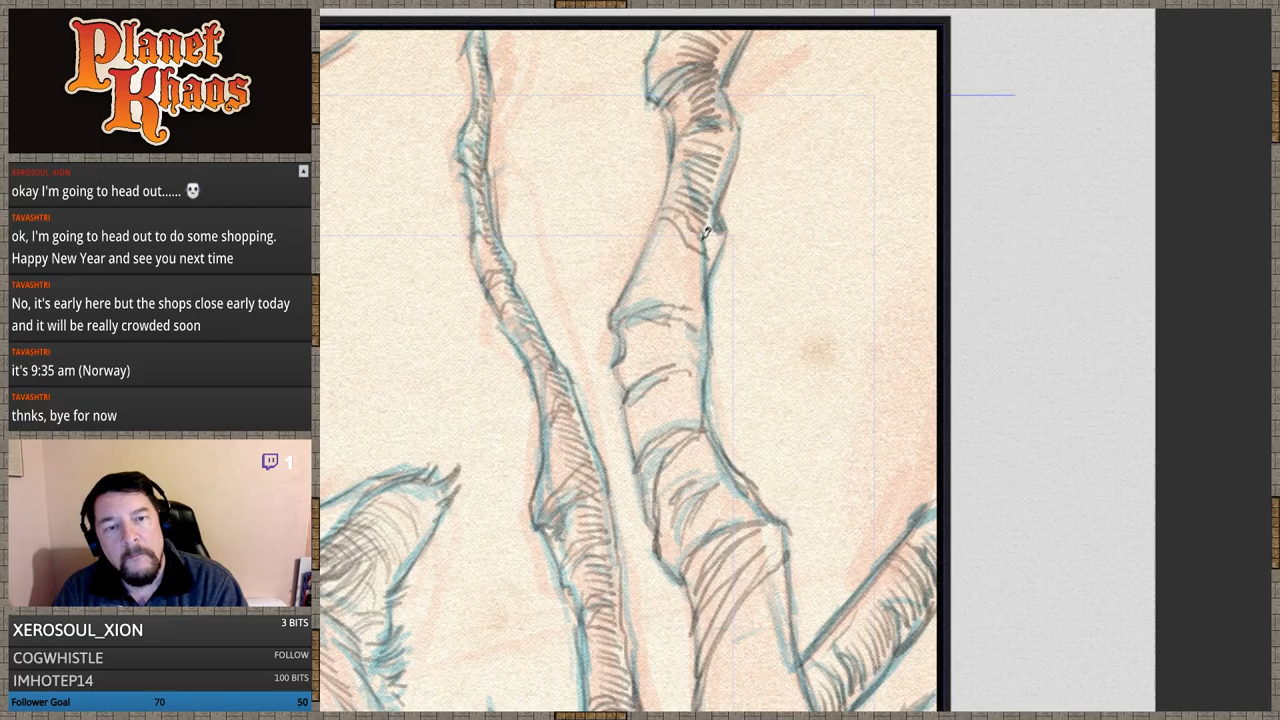 Planet
Khaos
XEROSOUL_XION
okay I'm going to head out......
TAVASHTRI
ok, I'm going to head out to do some shopping.
Happy New Year and see you next time
TAVASHTRI
No, it's early here but the shops close early today
and it will be really crowded soon
TAVASHTRI
it's 9:35 am (Norway)
TAVASHTRI
thnks, bye for now
1
XEROSOUL_XION 3 BITS
COGWHISTLE FOLLOW
IMHOTEP14 100 BITS
Follower Goal 70 50